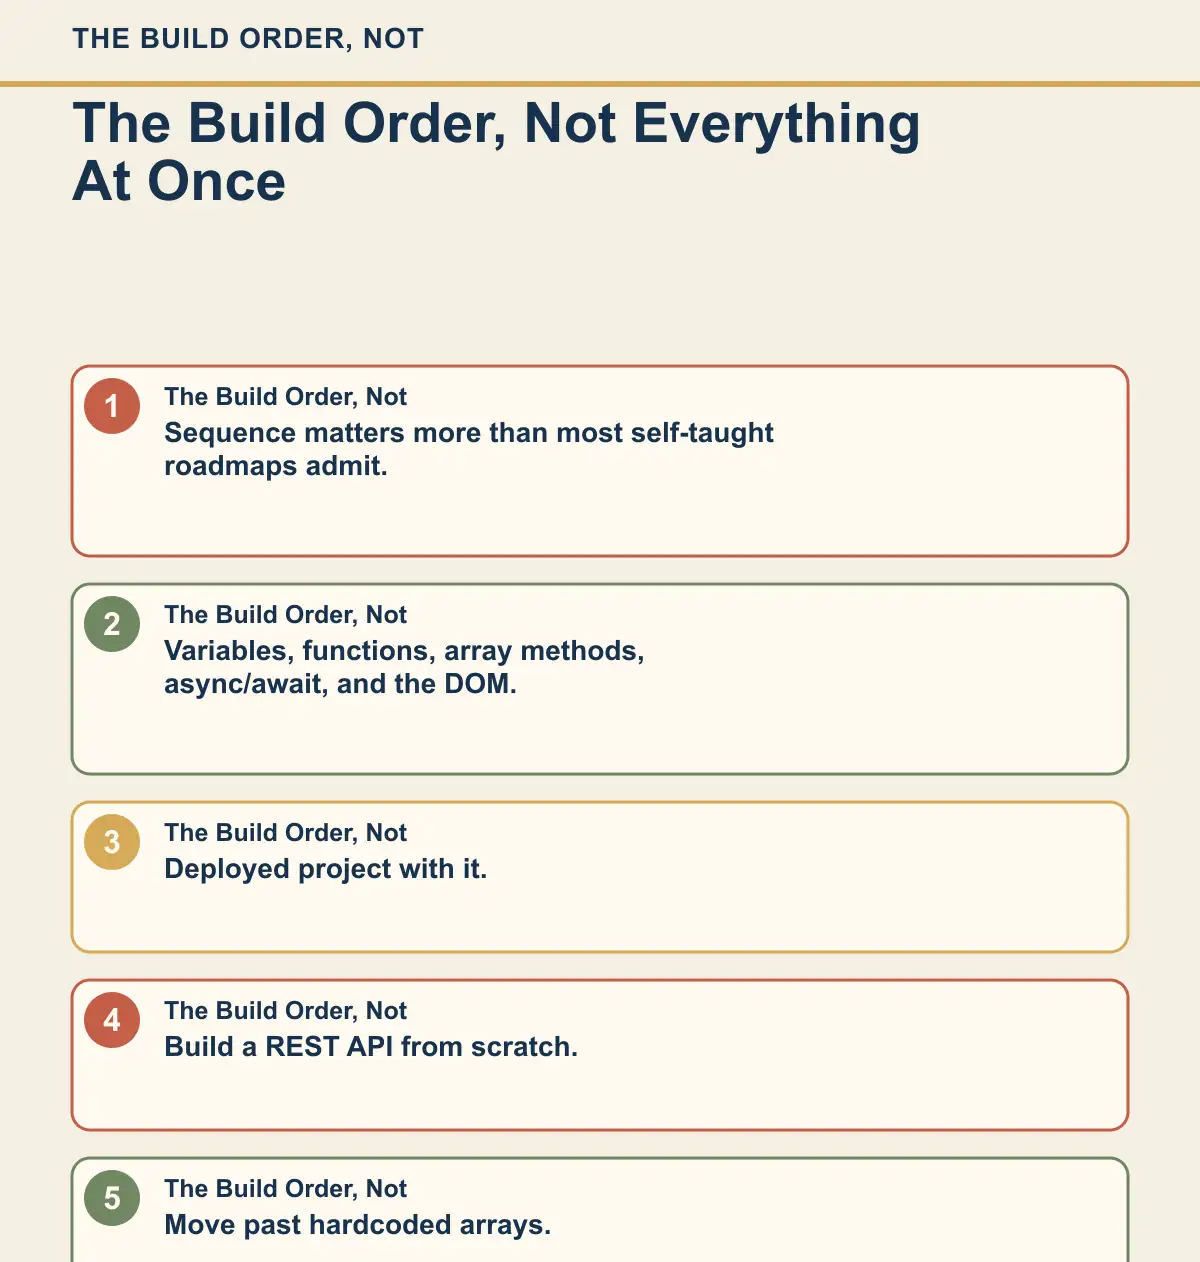 THE BUILD ORDER, NOT
The Build Order, Not Everything
At Once
1
The Build Order, Not
Sequence matters more than most self-taught
roadmaps admit.
2
The Build Order, Not
Variables, functions, array methods,
async/await, and the DOM.
3
The Build Order, Not
Deployed project with it.
4
The Build Order, Not
Build a REST API from scratch.
5
The Build Order, Not
Move past hardcoded arrays.